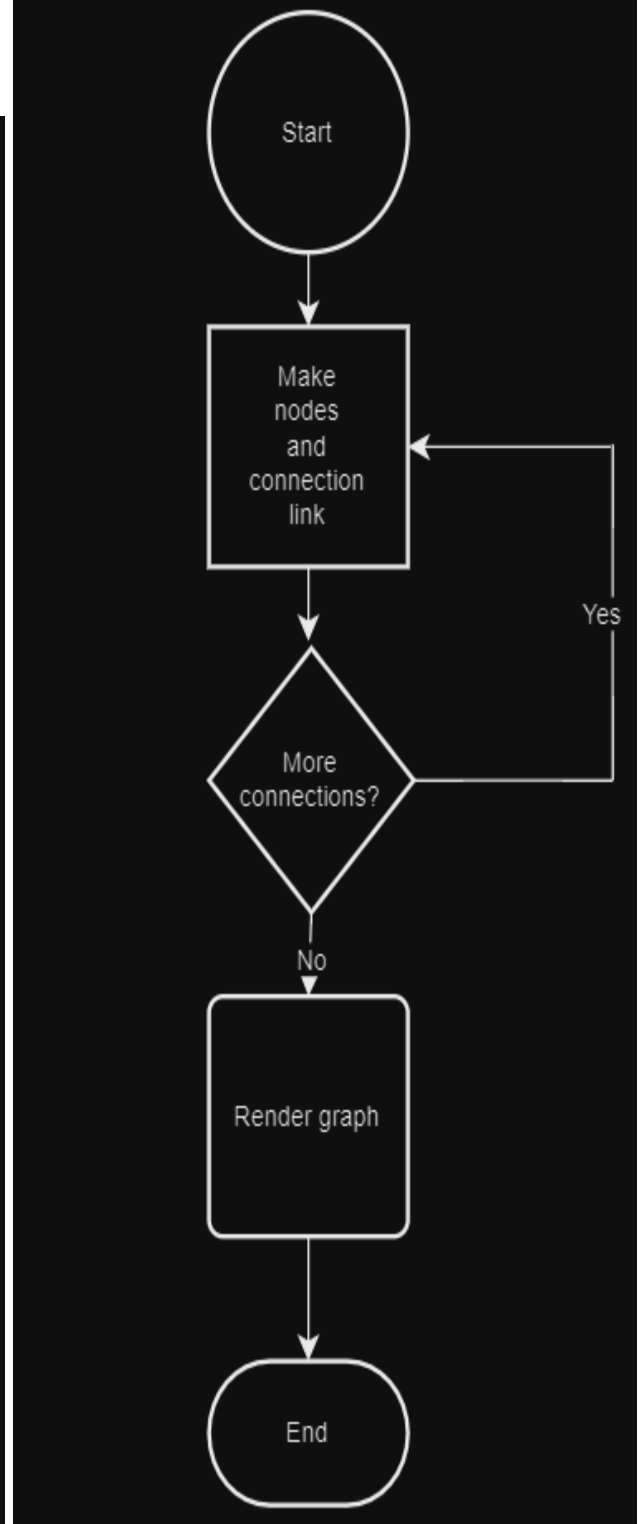 Start
Make
nodes
and
connection
link
Yes
More
connections?
No
Render graph
End